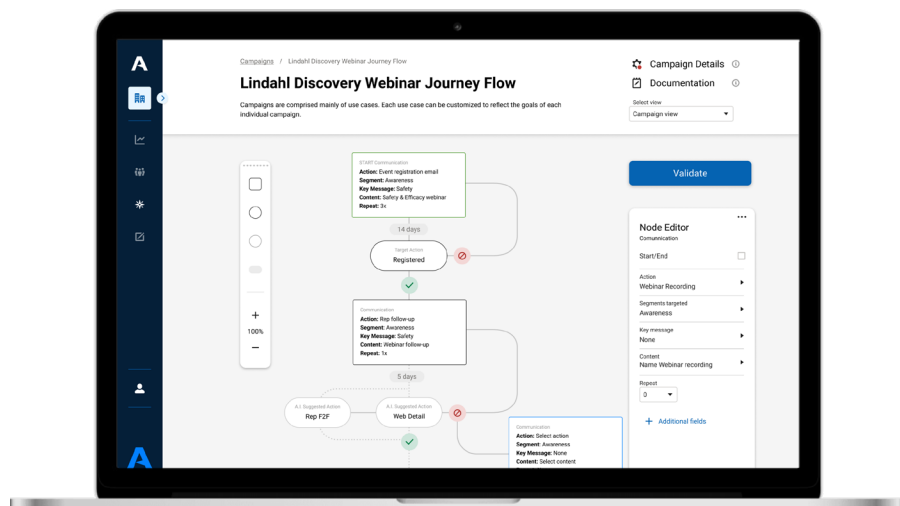 Campaigns / Lindahl Discovery Webinar Journey Flow
Lindahl Discovery Webinar Journey Flow
Campaigns are comprised mainly of use cases. Each use case can be customized to reflect the goals of each
individual campaign.
Campaign Details
Documentation
Select view
Campaign view
START Communication
Action: Event registration email
Segment: Awareness
Key Message: Safety
Content: Safety & Efficacy webinar
Repeat: 3x
14 days
Target Action
Registered
Communication
Action: Rep follow-up
Segment: Awareness
Key Message: Safety
Content: Webinar follow-up
Repeat: 1x
5 days
A.I. Suggested Action
Rep F2F
A.I. Suggested Action
Web Detail
Communication
Action: Select action
Segment: Awareness
Key Message: None
Content: Select content
+
100%
−
Validate
Node Editor
Comunnication
Start/End
Action
Webinar Recording
Segments targeted
Awareness
Key message
None
Content
Name Webinar recording
Repeat
0
+ Additional fields